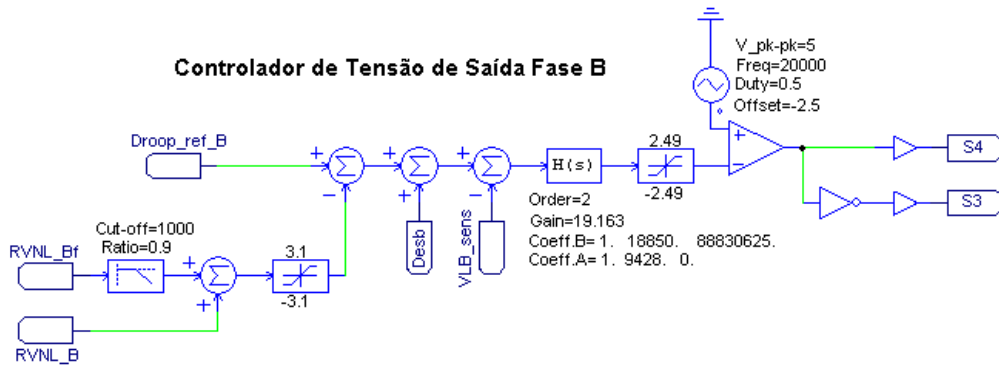 Controlador de Tensão de Saída Fase B
V_pk-pk=5
Freq=20000
Duty=0.5
Offset=-2.5
Droop_ref_B
2.49
S4
H(s)
-2.49
Order=2
Gain=19.163
Coeff.B= 1. 18850. 88830625.
Coeff.A= 1. 9428. 0.
S3
Desb
VLB_sens
Cut-off=1000
Ratio=0.9
RVNL_Bf
3.1
-3.1
RVNL_B